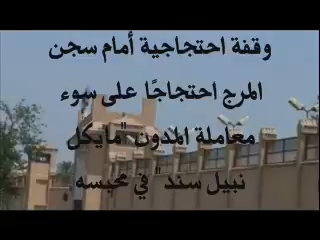 وقفة احتجاجية أمام سجن
المرج احتجاجًا على سوء
معاملة المدون "مايكل
نبيل سند" في محبسه